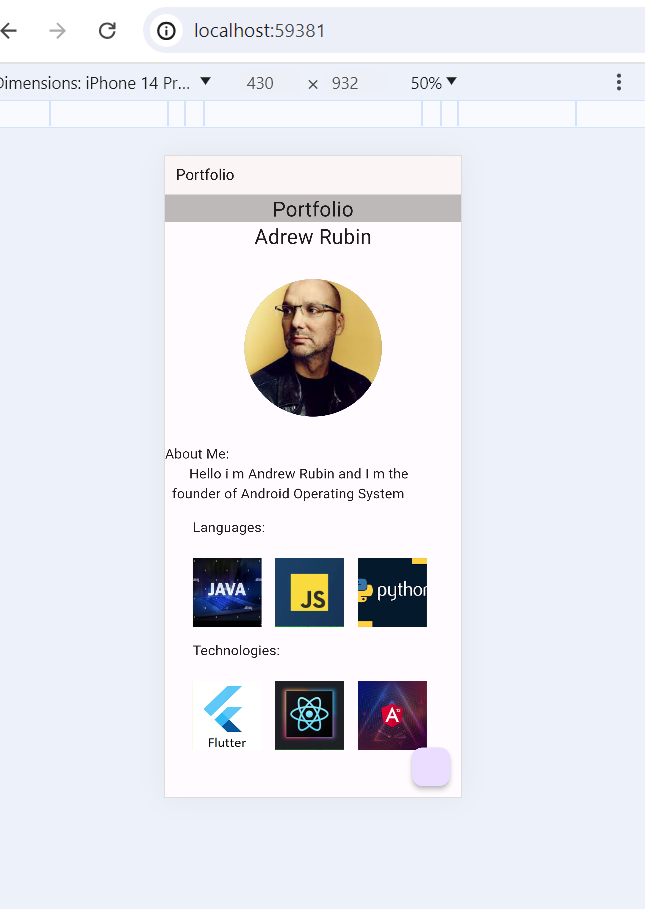 localhost:59381
Dimensions: iPhone 14 Pr... 430 × 932 50%
Portfolio
Portfolio
Adrew Rubin
About Me:
Hello i m Andrew Rubin and I m the
founder of Android Operating System
Languages:
JAVA JS python
Technologies:
Flutter A